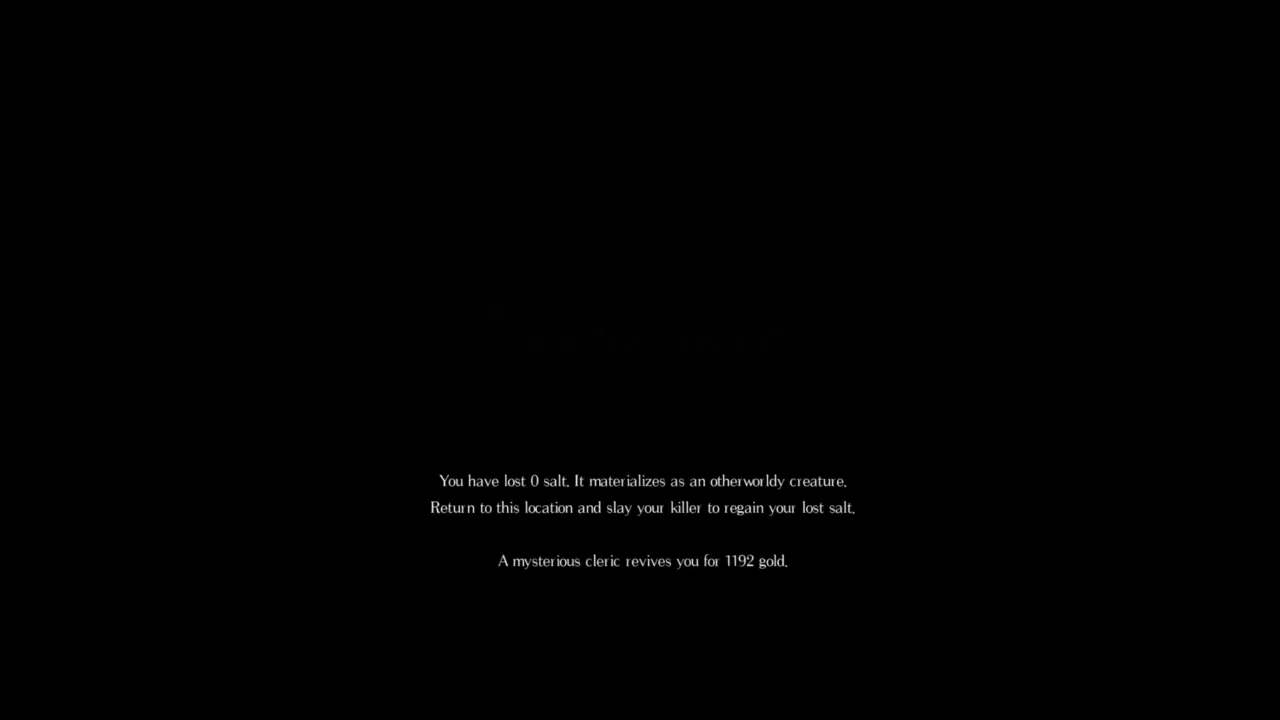 You have lost 0 salt. It materializes as an otherworldy creature.
Return to this location and slay your killer to regain your lost salt.
A mysterious cleric revives you for 1192 gold.